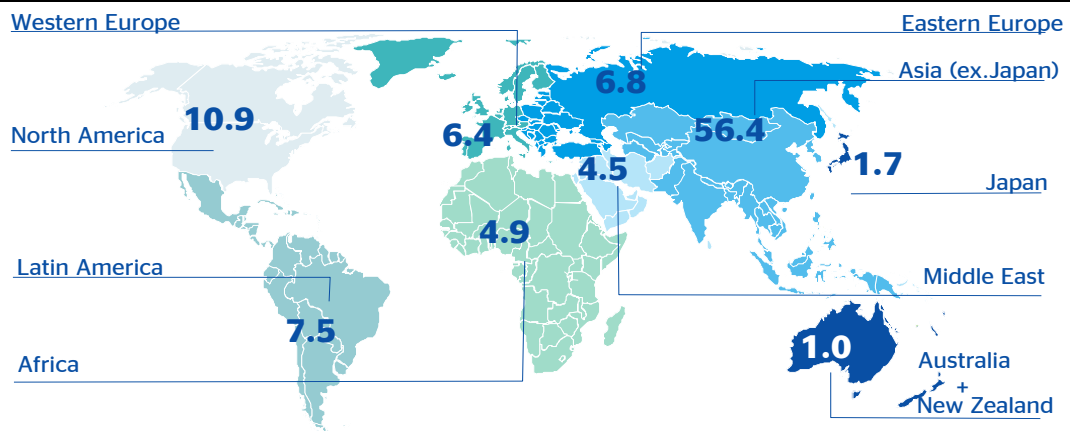 Western Europe
Eastern Europe
6.8
Asia (ex.Japan)
10.9
56.4
North America
6.4
4.5
1.7
Japan
4.9
Latin America
Middle East
7.5
1.0
Africa
Australia
+
New Zealand